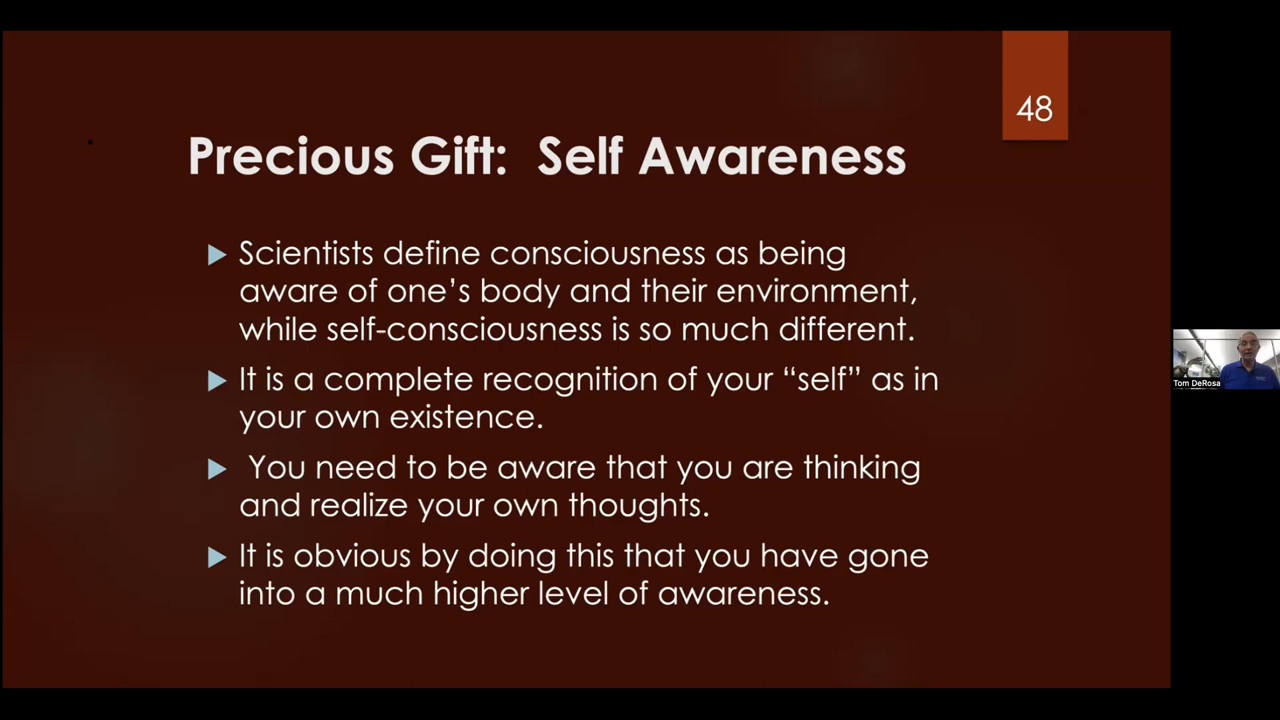 48
Precious Gift: Self Awareness
Scientists define consciousness as being
aware of one's body and their environment,
while self-consciousness is so much different.
It is a complete recognition of your “self” as in
your own existence.
You need to be aware that you are thinking
and realize your own thoughts.
It is obvious by doing this that you have gone
into a much higher level of awareness.
Tom DeRosa